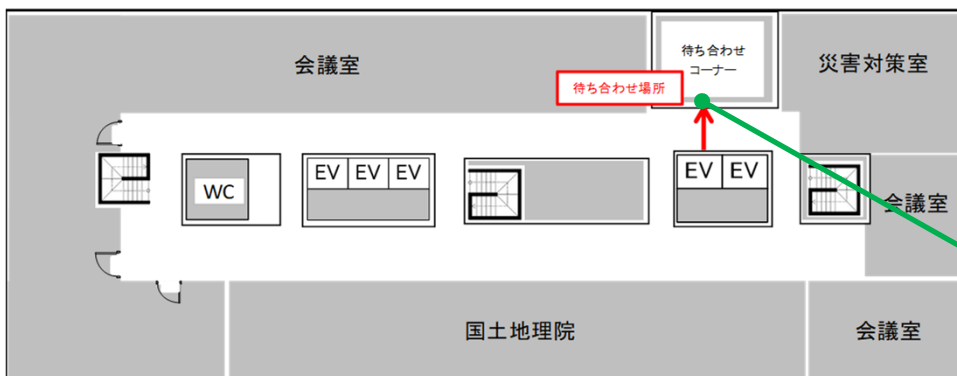 会議室
待ち合わせ
コーナー
災害対策室
待ち合わせ場所
WC
EV EV EV
EV EV
会議室
国土地理院
会議室